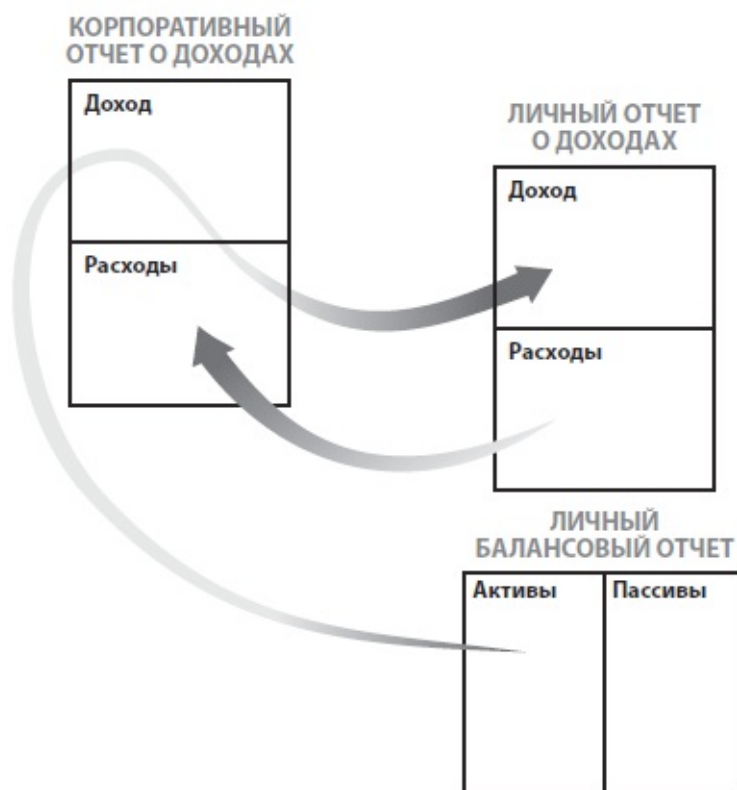 КОРПОРАТИВНЫЙ
ОТЧЕТ О ДОХОДАХ
Доход
Расходы
ЛИЧНЫЙ ОТЧЕТ
О ДОХОДАХ
Доход
Расходы
ЛИЧНЫЙ
БАЛАНСОВЫЙ ОТЧЕТ
Активы
Пассивы